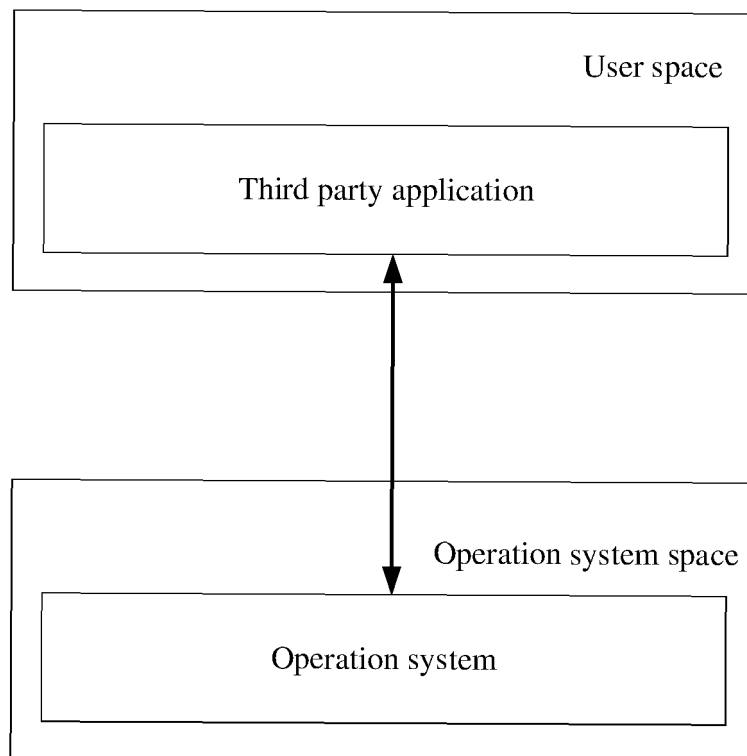 User space
Third party application
Operation system space
Operation system